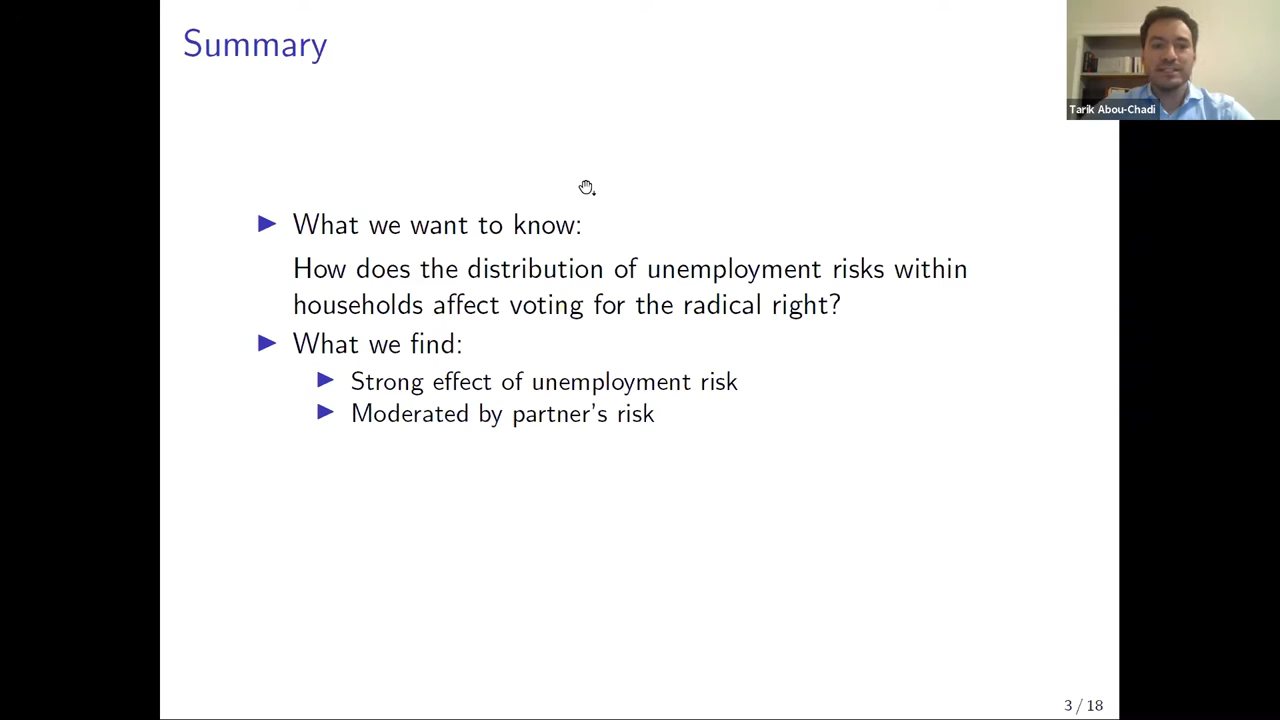 Summary
Tarik Abou-Chadi
What we want to know:
How does the distribution of unemployment risks within
households affect voting for the radical right?
What we find:
Strong effect of unemployment risk
Moderated by partner's risk
3 / 18